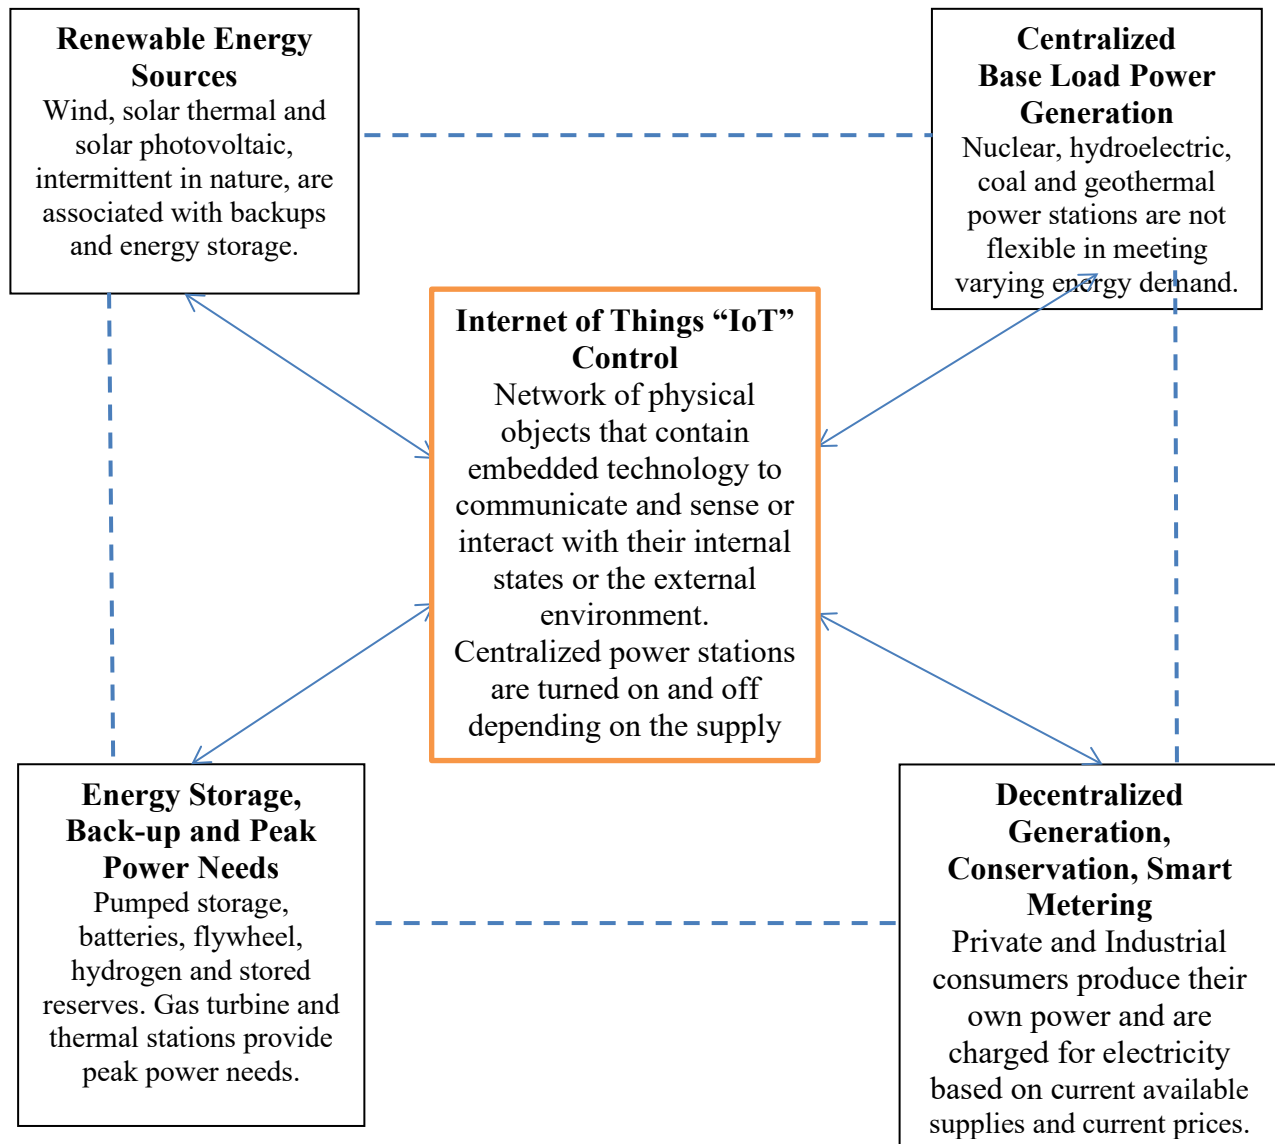 Renewable Energy
Sources
Wind, solar thermal and
solar photovoltaic,
intermittent in nature, are
associated with backups
and energy storage.
Centralized
Base Load Power
Generation
Nuclear, hydroelectric,
coal and geothermal
power stations are not
flexible in meeting
varying energy demand.
Internet of Things “IoT”
Control
Network of physical
objects that contain
embedded technology to
communicate and sense or
interact with their internal
states or the external
environment.
Centralized power stations
are turned on and off
depending on the supply
Energy Storage,
Back-up and Peak
Power Needs
Pumped storage,
batteries, flywheel,
hydrogen and stored
reserves. Gas turbine and
thermal stations provide
peak power needs.
Decentralized
Generation,
Conservation, Smart
Metering
Private and Industrial
consumers produce their
own power and are
charged for electricity
based on current available
supplies and current prices.